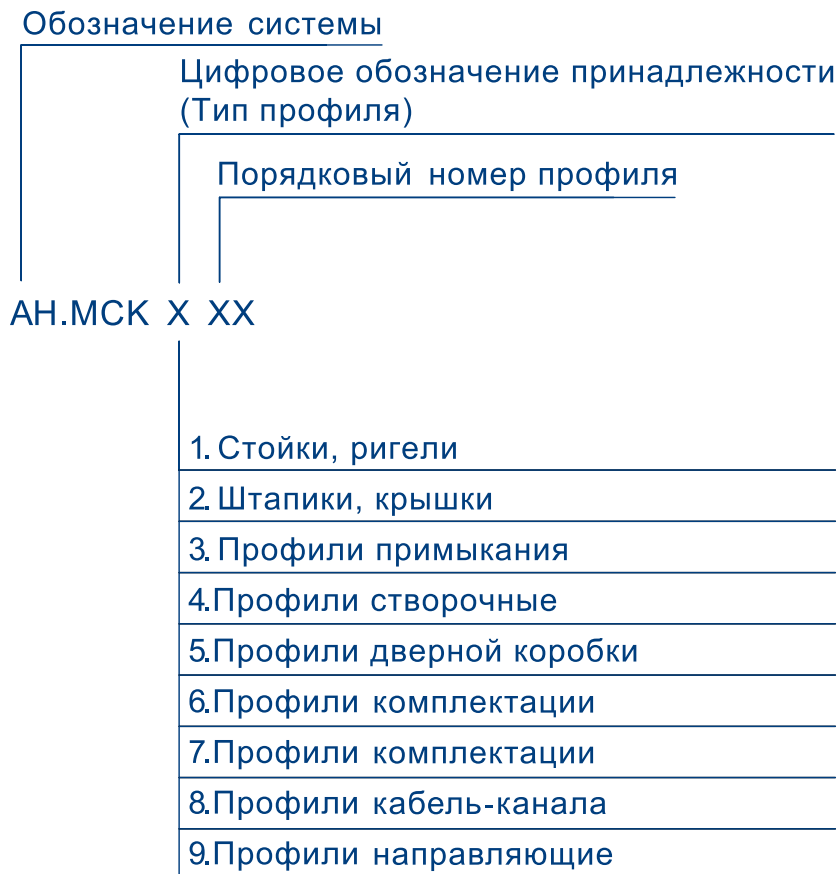 Обозначение системы
Цифровое обозначение принадлежности
(Тип профиля)
Порядковый номер профиля
АН.МСК Х ХХ
1. Стойки, ригели
2. Штапики, крышки
3. Профили примыкания
4.Профили створочные
5.Профили дверной коробки
6.Профили комплектации
7.Профили комплектации
8.Профили кабель-канала
9.Профили направляющие